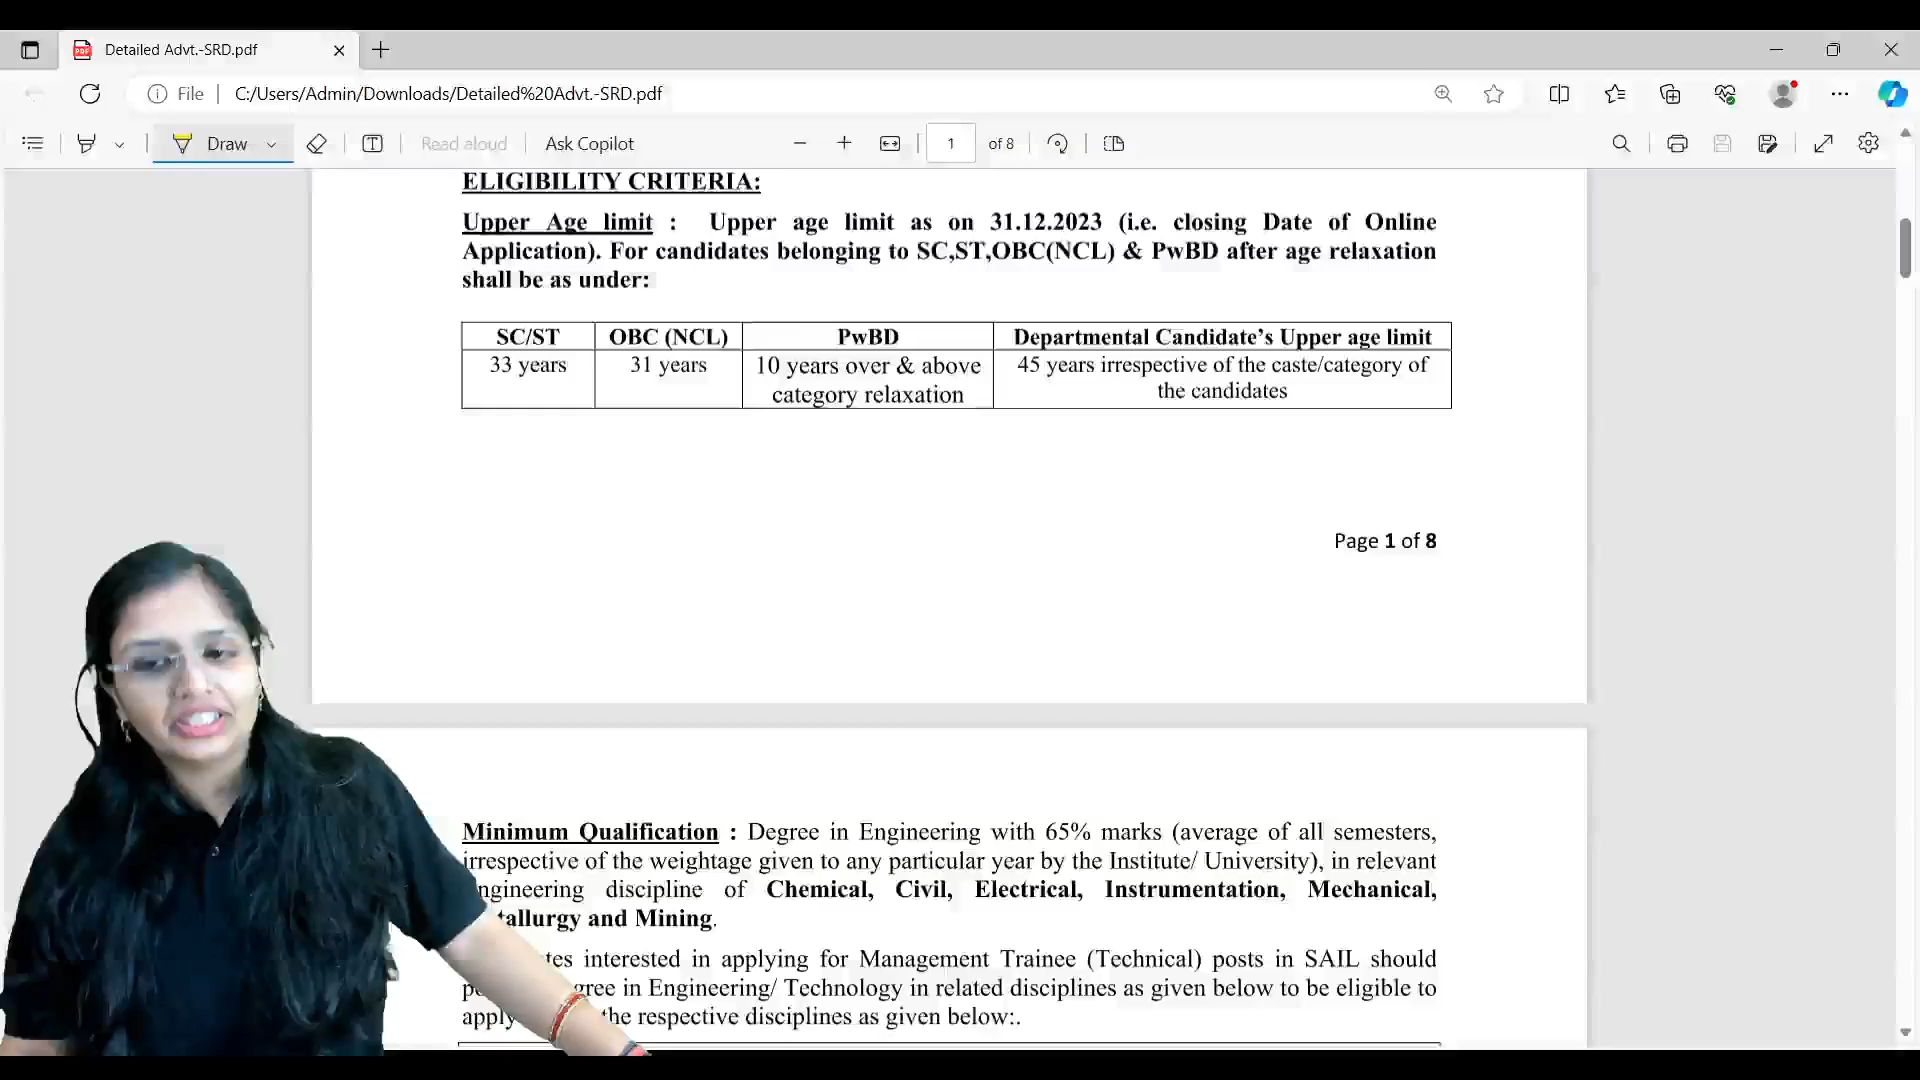 Detailed Advt.-SRD.pdf
File C:/Users/Admin/Downloads/Detailed%20Advt.-SRD.pdf
Draw Read aloud Ask Copilot 1 of 8
ELIGIBILITY CRITERIA:
Upper Age limit : Upper age limit as on 31.12.2023 (i.e. closing Date of Online
Application). For candidates belonging to SC,ST,OBC(NCL) & PwBD after age relaxation
shall be as under:
SC/ST OBC (NCL) PwBD Departmental Candidate's Upper age limit
33 years 31 years 10 years over & above 45 years irrespective of the caste/category of
category relaxation the candidates
Page 1 of 8
Minimum Qualification : Degree in Engineering with 65% marks (average of all semesters,
irrespective of the weightage given to any particular year by the Institute/ University), in relevant
ngineering discipline of Chemical, Civil, Electrical, Instrumentation, Mechanical,
tallurgy and Mining.
tes interested in applying for Management Trainee (Technical) posts in SAIL should
gree in Engineering/ Technology in related disciplines as given below to be eligible to
apply the respective disciplines as given below:.